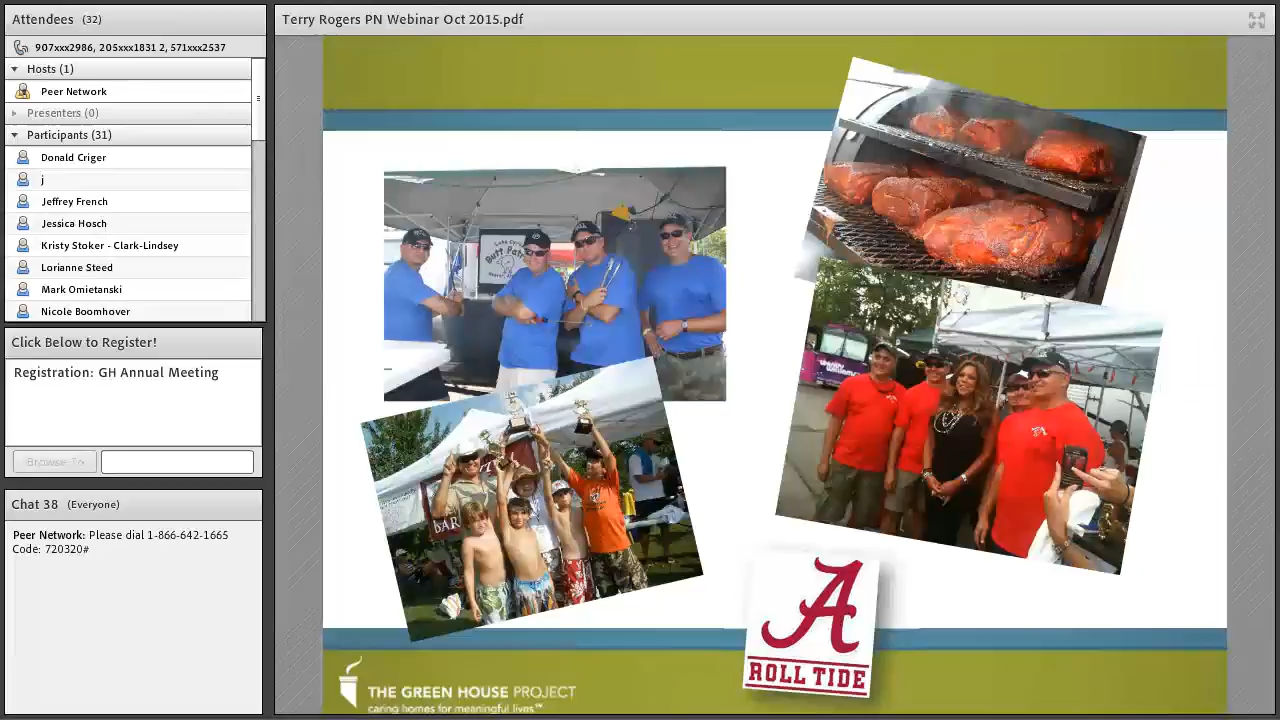 Attendees (32)
907xxx2986, 205xxx1831 2, 571xxx2537
Hosts (1)
Peer Network
Presenters (0)
Participants (31)
Donald Criger
j
Jeffrey French
Jessica Hosch
Kristy Stoker - Clark-Lindsey
Lorianne Steed
Mark Omietanski
Nicole Boomhover
Click Below to Register!
Registration: GH Annual Meeting
Browse To
Chat 38 (Everyone)
Peer Network: Please dial 1-866-642-1665
Code: 720320#
Terry Rogers PN Webinar Oct 2015.pdf
Butt
BAR
A
ROLL TIDE
THE GREEN HOUSE PROJECT
caring homes for meaningful lives℠